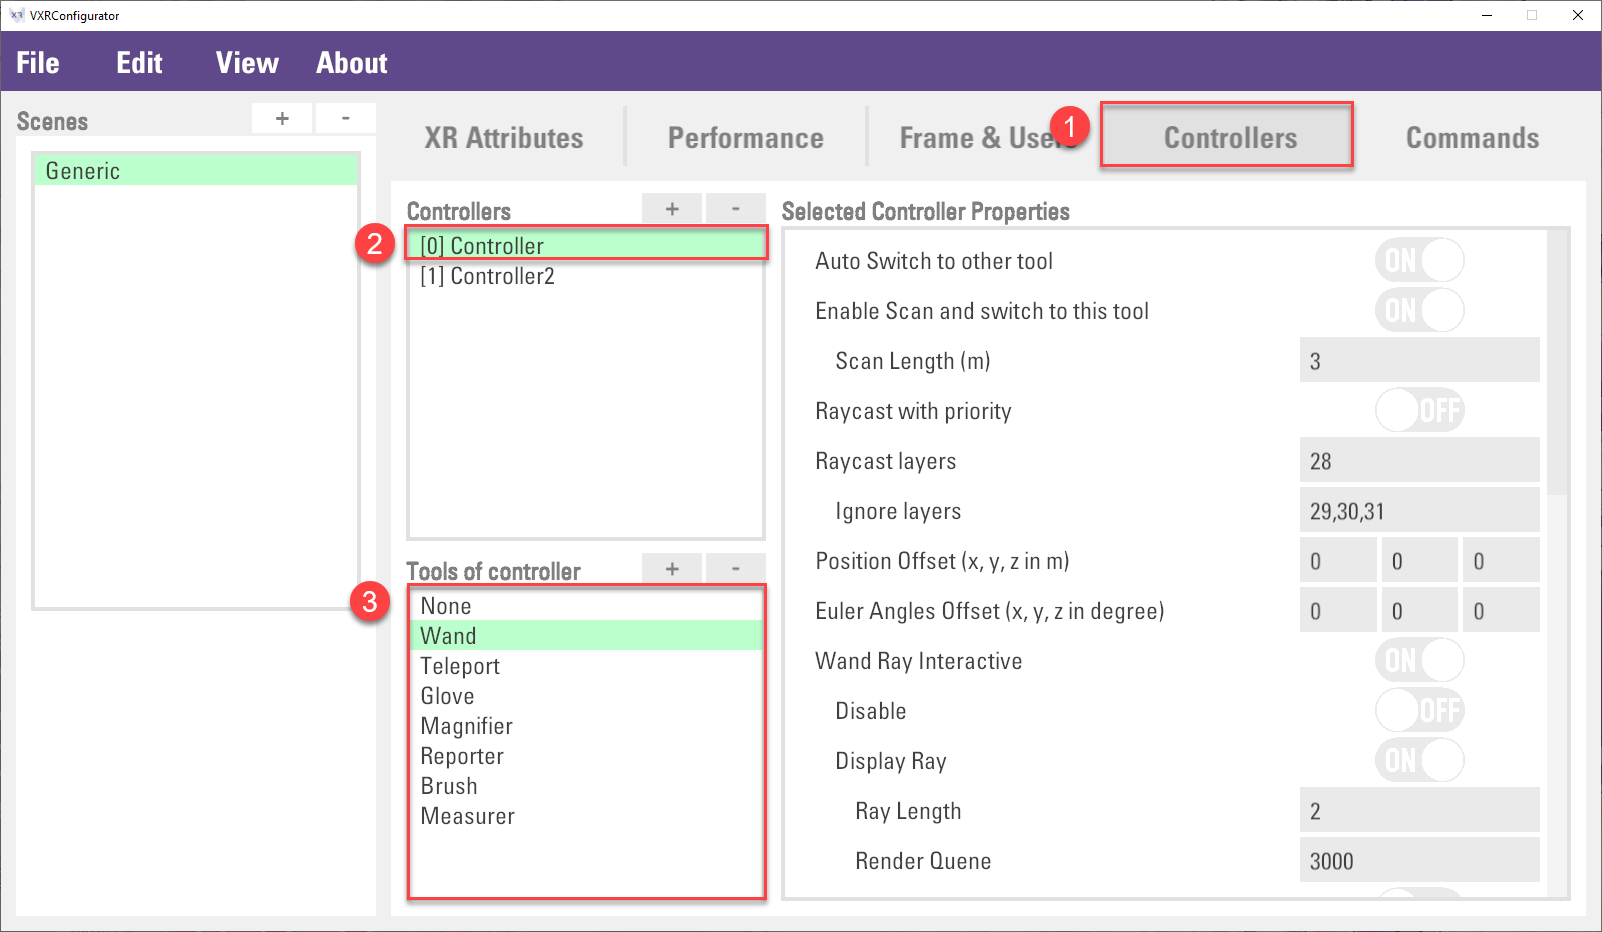 VXRConfigurator
File Edit View About
Scenes + -
Generic
XR Attributes Performance Frame & Use 1 Controllers Commands
Controllers + -
2 [0] Controller
[1] Controller2
Tools of controller + -
3 None
Wand
Teleport
Glove
Magnifier
Reporter
Brush
Measurer
Selected Controller Properties
Auto Switch to other tool ON
Enable Scan and switch to this tool ON
Scan Length (m) 3
Raycast with priority OFF
Raycast layers 28
Ignore layers 29,30,31
Position Offset (x, y, z in m) 0 0 0
Euler Angles Offset (x, y, z in degree) 0 0 0
Wand Ray Interactive ON
Disable OFF
Display Ray ON
Ray Length 2
Render Quene 3000